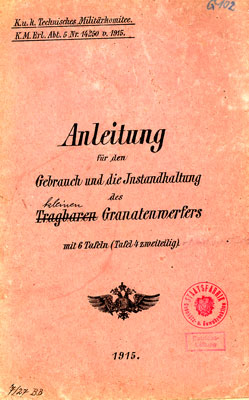 G-102
K.u.k. Technisches Militärkomitee.
K.M. Erl. Abt. 5 Nr. 14250 v. 1915.
Anleitung
für den
Gebrauch und die Instandhaltung
des
kleinen
Tragbaren Granatenwerfers
mit 6 Tafeln (Tafel 4 zweiteilig).
STAATSFABRIK
1915.